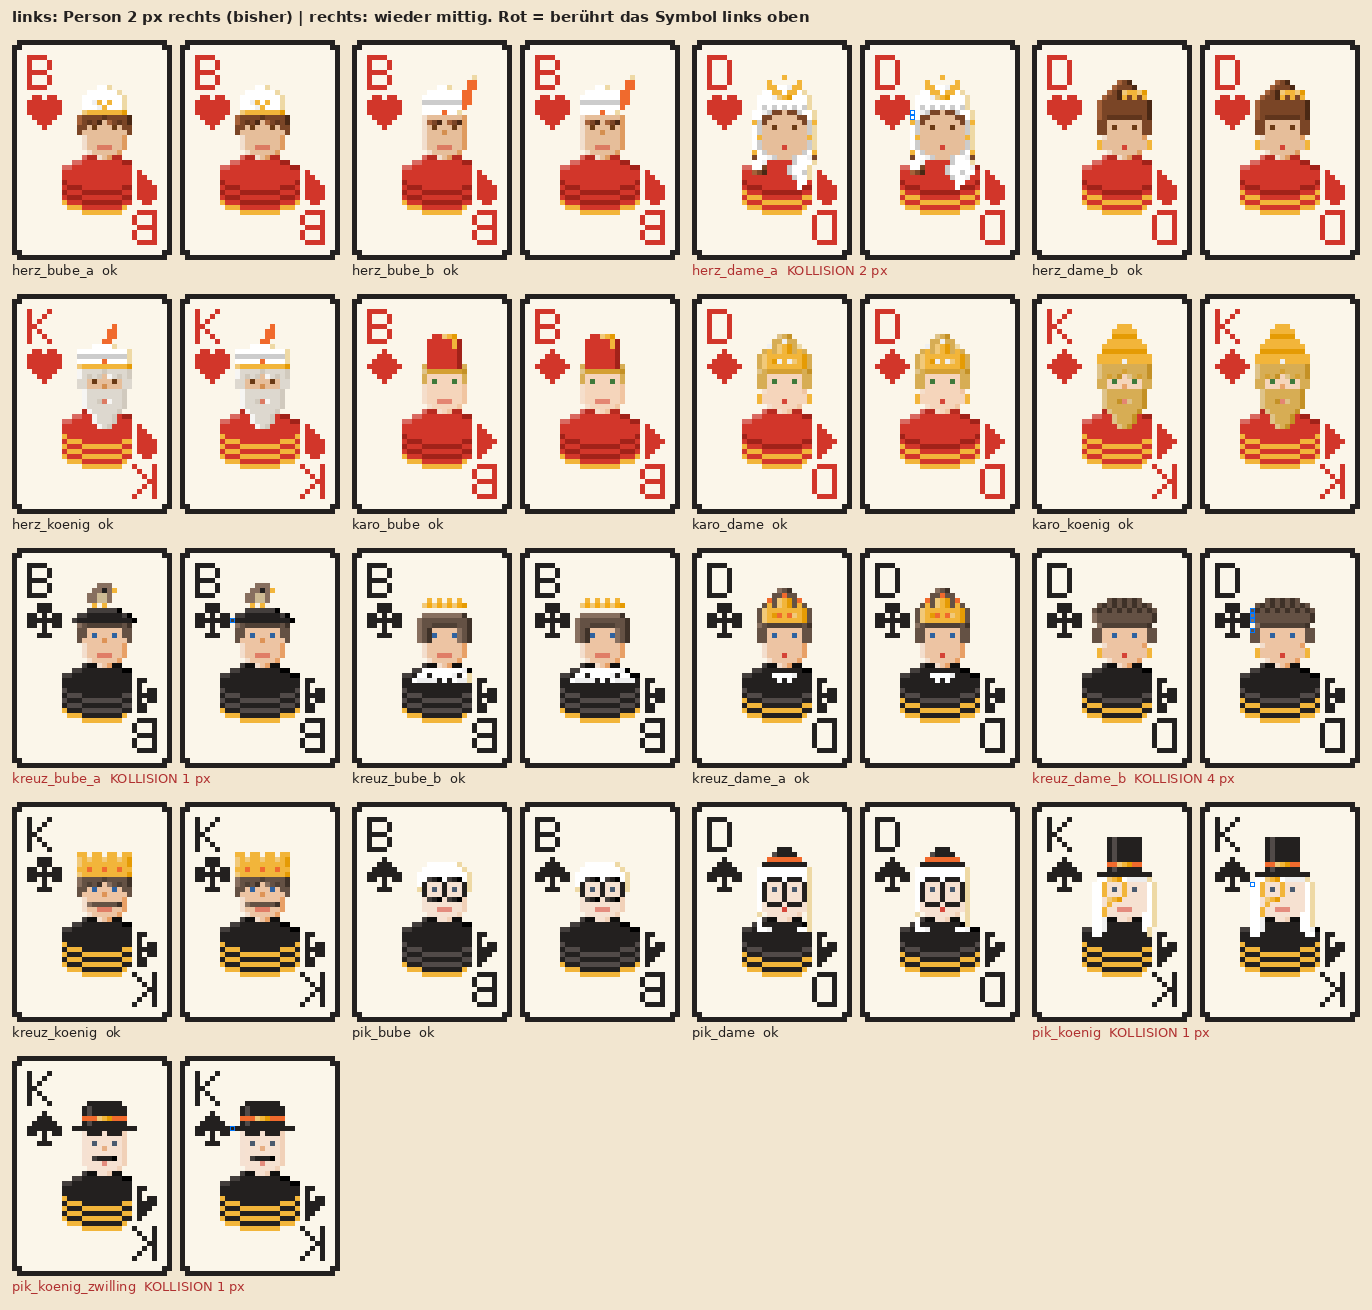 links: Person 2 px rechts (bisher) | rechts: wieder mittig. Rot = berührt das Symbol links oben
B B B B D D D D
B B B B D D D D
herz_bube_a ok herz_bube_b ok herz_dame_a KOLLISION 2 px herz_dame_b ok
K K B B D D K K
K K B B D D K K
herz_koenig ok karo_bube ok karo_dame ok karo_koenig ok
B B B B D D D D
B B B B D D D D
kreuz_bube_a KOLLISION 1 px kreuz_bube_b ok kreuz_dame_a ok kreuz_dame_b KOLLISION 4 px
K K B B D D K K
K K B B D D K K
kreuz_koenig ok pik_bube ok pik_dame ok pik_koenig KOLLISION 1 px
K K
K K
pik_koenig_zwilling KOLLISION 1 px